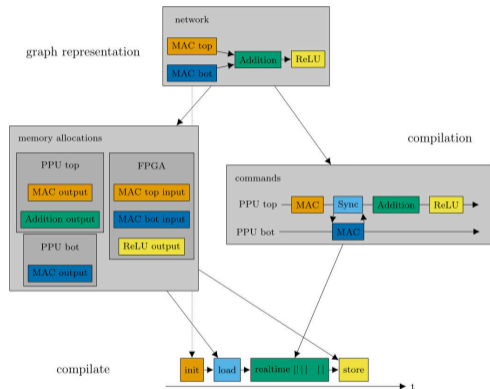 network
graph representation
MAC top
Addition
ReLU
MAC bot
memory allocations
compilation
PPU top
FPGA
MAC output
MAC top input
Addition output
MAC bot input
PPU bot
ReLU output
MAC output
commands
PPU top
MAC
Sync
Addition
ReLU
PPU bot
MAC
compilate
init
load
realtime
store
t